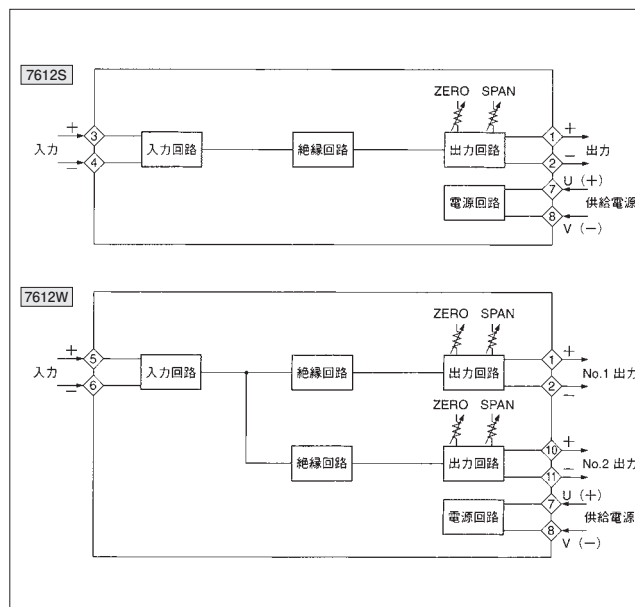 7612S
ZERO SPAN
入力 + 3 入力回路 絶縁回路 出力回路 1 + 出力
− 4 2 −
電源回路 7 U (+) 供給電源
8 V (−)
7612W
ZERO SPAN
入力 + 5 入力回路 絶縁回路 出力回路 1 + No.1 出力
− 6 2 −
ZERO SPAN
絶縁回路 出力回路 10 + No.2 出力
11 −
電源回路 7 U (+) 供給電源
8 V (−)